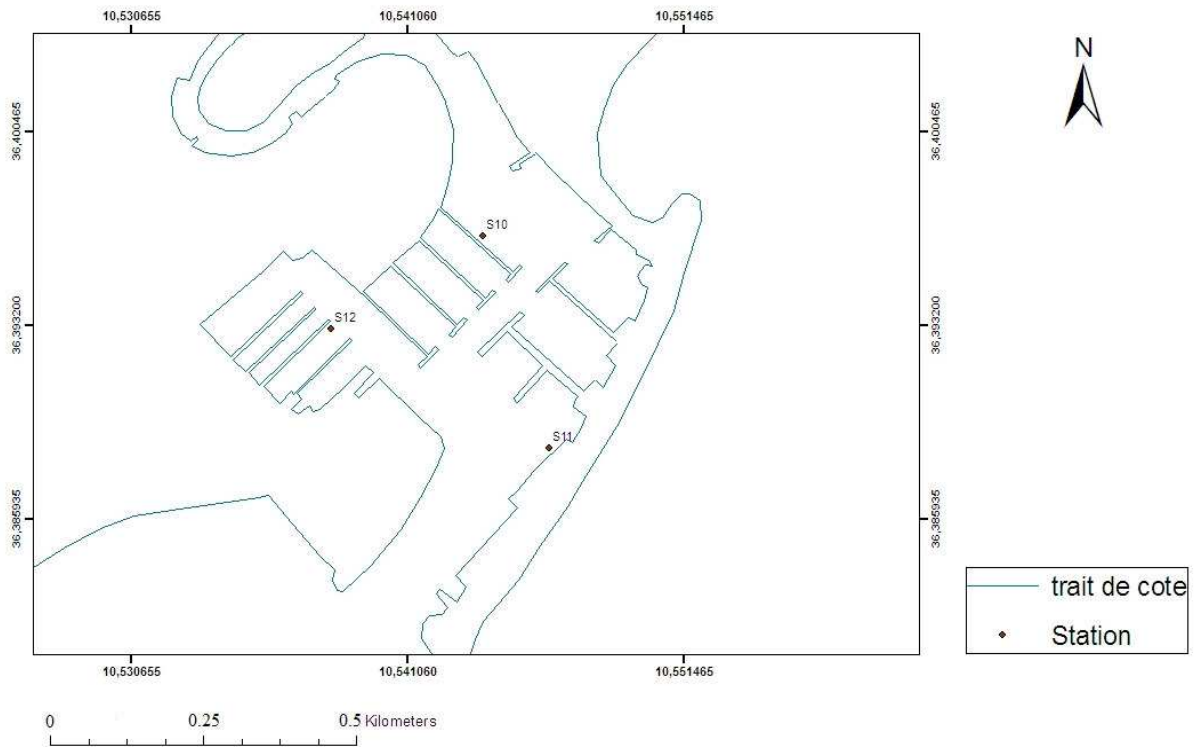 10,530655 10,541060 10,551465
N
36,400465 36,400465
S10
36,393200 36,393200
S12
S11
36,385935 36,385935
trait de cote
Station
10,530655 10,541060 10,551465
0 0.25 0.5 Kilometers